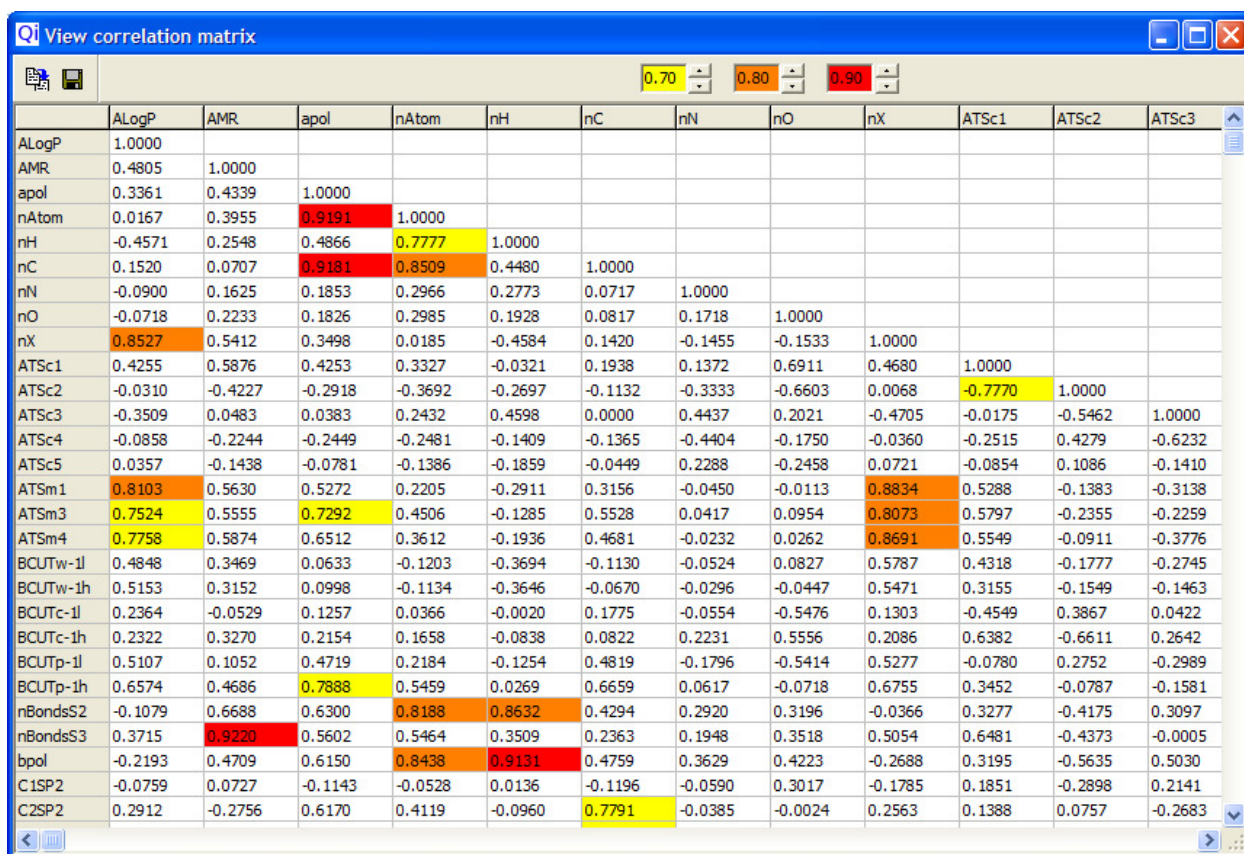 Qi View correlation matrix
0.70 0.80 0.90
ALogP AMR apol nAtom nH nC nN nO nX ATSc1 ATSc2 ATSc3
ALogP 1.0000
AMR 0.4805 1.0000
apol 0.3361 0.4339 1.0000
nAtom 0.0167 0.3955 0.9191 1.0000
nH -0.4571 0.2548 0.4866 0.7777 1.0000
nC 0.1520 0.0707 0.9181 0.8509 0.4480 1.0000
nN -0.0900 0.1625 0.1853 0.2966 0.2773 0.0717 1.0000
nO -0.0718 0.2233 0.1826 0.2985 0.1928 0.0817 0.1718 1.0000
nX 0.8527 0.5412 0.3498 0.0185 -0.4584 0.1420 -0.1455 -0.1533 1.0000
ATSc1 0.4255 0.5876 0.4253 0.3327 -0.0321 0.1938 0.1372 0.6911 0.4680 1.0000
ATSc2 -0.0310 -0.4227 -0.2918 -0.3692 -0.2697 -0.1132 -0.3333 -0.6603 0.0068 -0.7770 1.0000
ATSc3 -0.3509 0.0483 0.0383 0.2432 0.4598 0.0000 0.4437 0.2021 -0.4705 -0.0175 -0.5462 1.0000
ATSc4 -0.0858 -0.2244 -0.2449 -0.2481 -0.1409 -0.1365 -0.4404 -0.1750 -0.0360 -0.2515 0.4279 -0.6232
ATSc5 0.0357 -0.1438 -0.0781 -0.1386 -0.1859 -0.0449 0.2288 -0.2458 0.0721 -0.0854 0.1086 -0.1410
ATSm1 0.8103 0.5630 0.5272 0.2205 -0.2911 0.3156 -0.0450 -0.0113 0.8834 0.5288 -0.1383 -0.3138
ATSm3 0.7524 0.5555 0.7292 0.4506 -0.1285 0.5528 0.0417 0.0954 0.8073 0.5797 -0.2355 -0.2259
ATSm4 0.7758 0.5874 0.6512 0.3612 -0.1936 0.4681 -0.0232 0.0262 0.8691 0.5549 -0.0911 -0.3776
BCUTw-1l 0.4848 0.3469 0.0633 -0.1203 -0.3694 -0.1130 -0.0524 0.0827 0.5787 0.4318 -0.1777 -0.2745
BCUTw-1h 0.5153 0.3152 0.0998 -0.1134 -0.3646 -0.0670 -0.0296 -0.0447 0.5471 0.3155 -0.1549 -0.1463
BCUTc-1l 0.2364 -0.0529 0.1257 0.0366 -0.0020 0.1775 -0.0554 -0.5476 0.1303 -0.4549 0.3867 0.0422
BCUTc-1h 0.2322 0.3270 0.2154 0.1658 -0.0838 0.0822 0.2231 0.5556 0.2086 0.6382 -0.6611 0.2642
BCUTp-1l 0.5107 0.1052 0.4719 0.2184 -0.1254 0.4819 -0.1796 -0.5414 0.5277 -0.0780 0.2752 -0.2989
BCUTp-1h 0.6574 0.4686 0.7888 0.5459 0.0269 0.6659 0.0617 -0.0718 0.6755 0.3452 -0.0787 -0.1581
nBondsS2 -0.1079 0.6688 0.6300 0.8188 0.8632 0.4294 0.2920 0.3196 -0.0366 0.3277 -0.4175 0.3097
nBondsS3 0.3715 0.9220 0.5602 0.5464 0.3509 0.2363 0.1948 0.3518 0.5054 0.6481 -0.4373 -0.0005
bpol -0.2193 0.4709 0.6150 0.8438 0.9131 0.4759 0.3629 0.4223 -0.2688 0.3195 -0.5635 0.5030
C1SP2 -0.0759 0.0727 -0.1143 -0.0528 0.0136 -0.1196 -0.0590 0.3017 -0.1785 0.1851 -0.2898 0.2141
C2SP2 0.2912 -0.2756 0.6170 0.4119 -0.0960 0.7791 -0.0385 -0.0024 0.2563 0.1388 0.0757 -0.2683